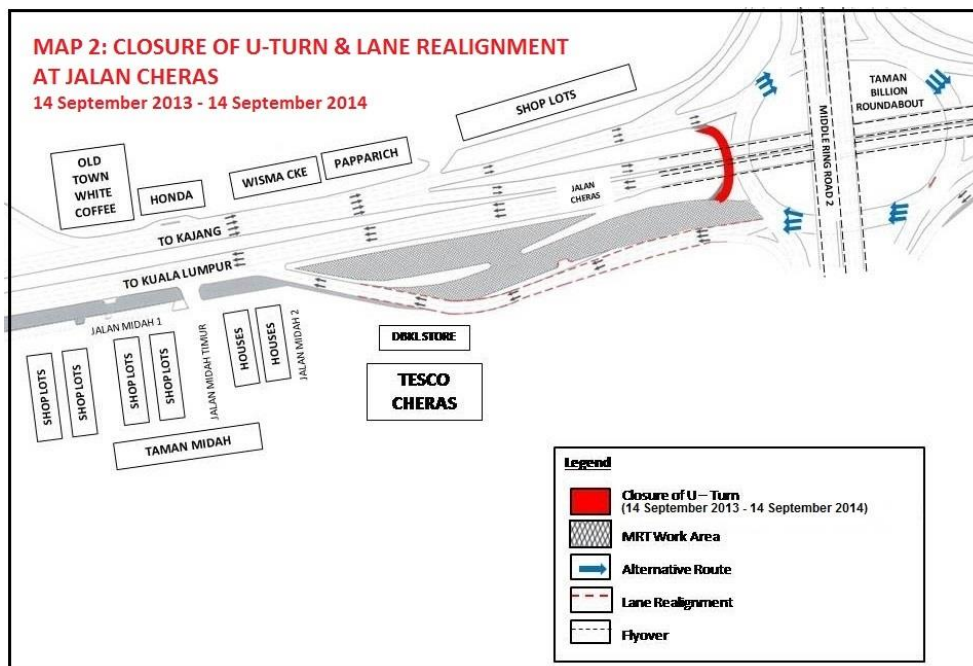 MAP 2: CLOSURE OF U-TURN & LANE REALIGNMENT
AT JALAN CHERAS
14 September 2013 - 14 September 2014
SHOP LOTS
TAMAN
BILLION
ROUNDABOUT
MIDDLE RING ROAD 2
OLD
TOWN
WHITE
COFFEE
HONDA
WISMA CKE
PAPPARICH
JALAN
CHERAS
TO KAJANG
TO KUALA LUMPUR
JALAN MIDAH 1
SHOP LOTS
SHOP LOTS
SHOP LOTS
SHOP LOTS
JALAN MIDAH TIMUR
HOUSES
HOUSES
JALAN MIDAH 2
TAMAN MIDAH
DBKL STORE
TESCO
CHERAS
Legend
Closure of U – Turn
(14 September 2013 - 14 September 2014)
MRT Work Area
Alternative Route
Lane Realignment
Flyover